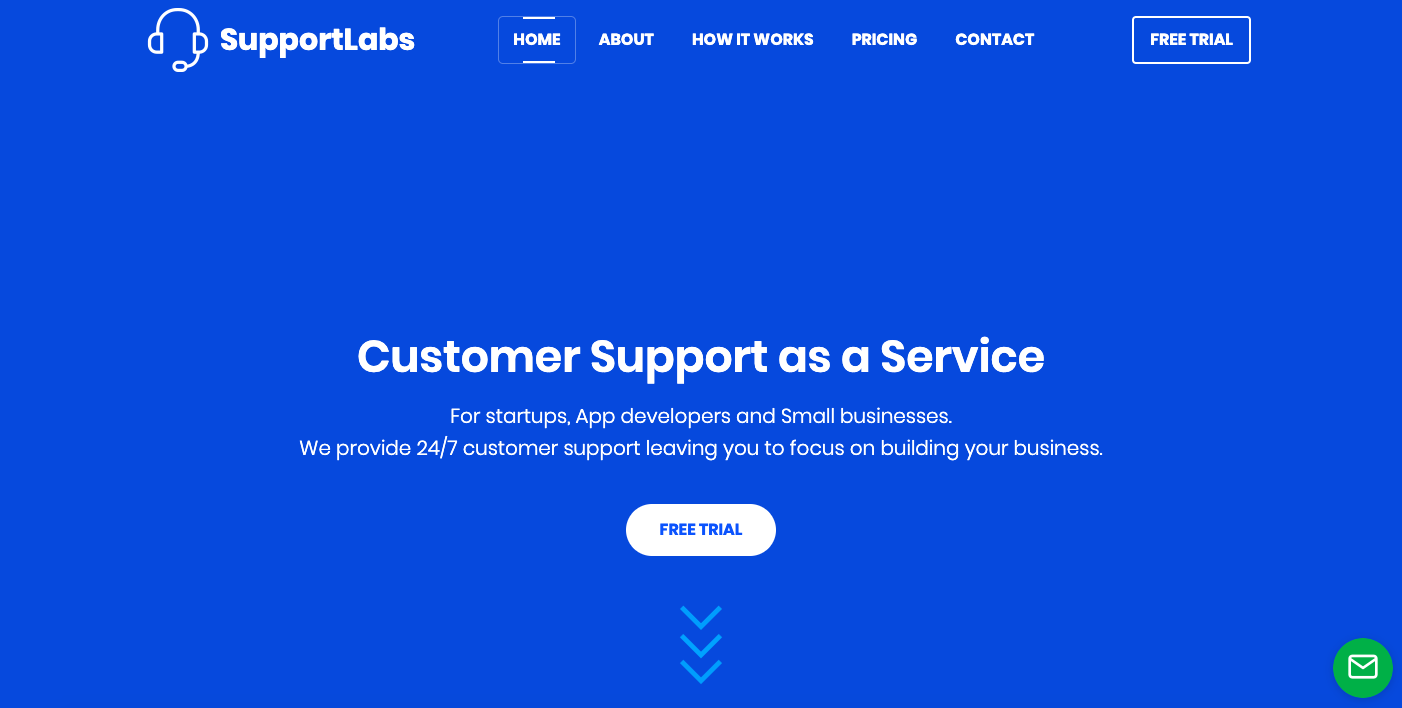 SupportLabs
HOME
ABOUT
HOW IT WORKS
PRICING
CONTACT
FREE TRIAL
Customer Support as a Service
For startups, App developers and Small businesses.
We provide 24/7 customer support leaving you to focus on building your business.
FREE TRIAL